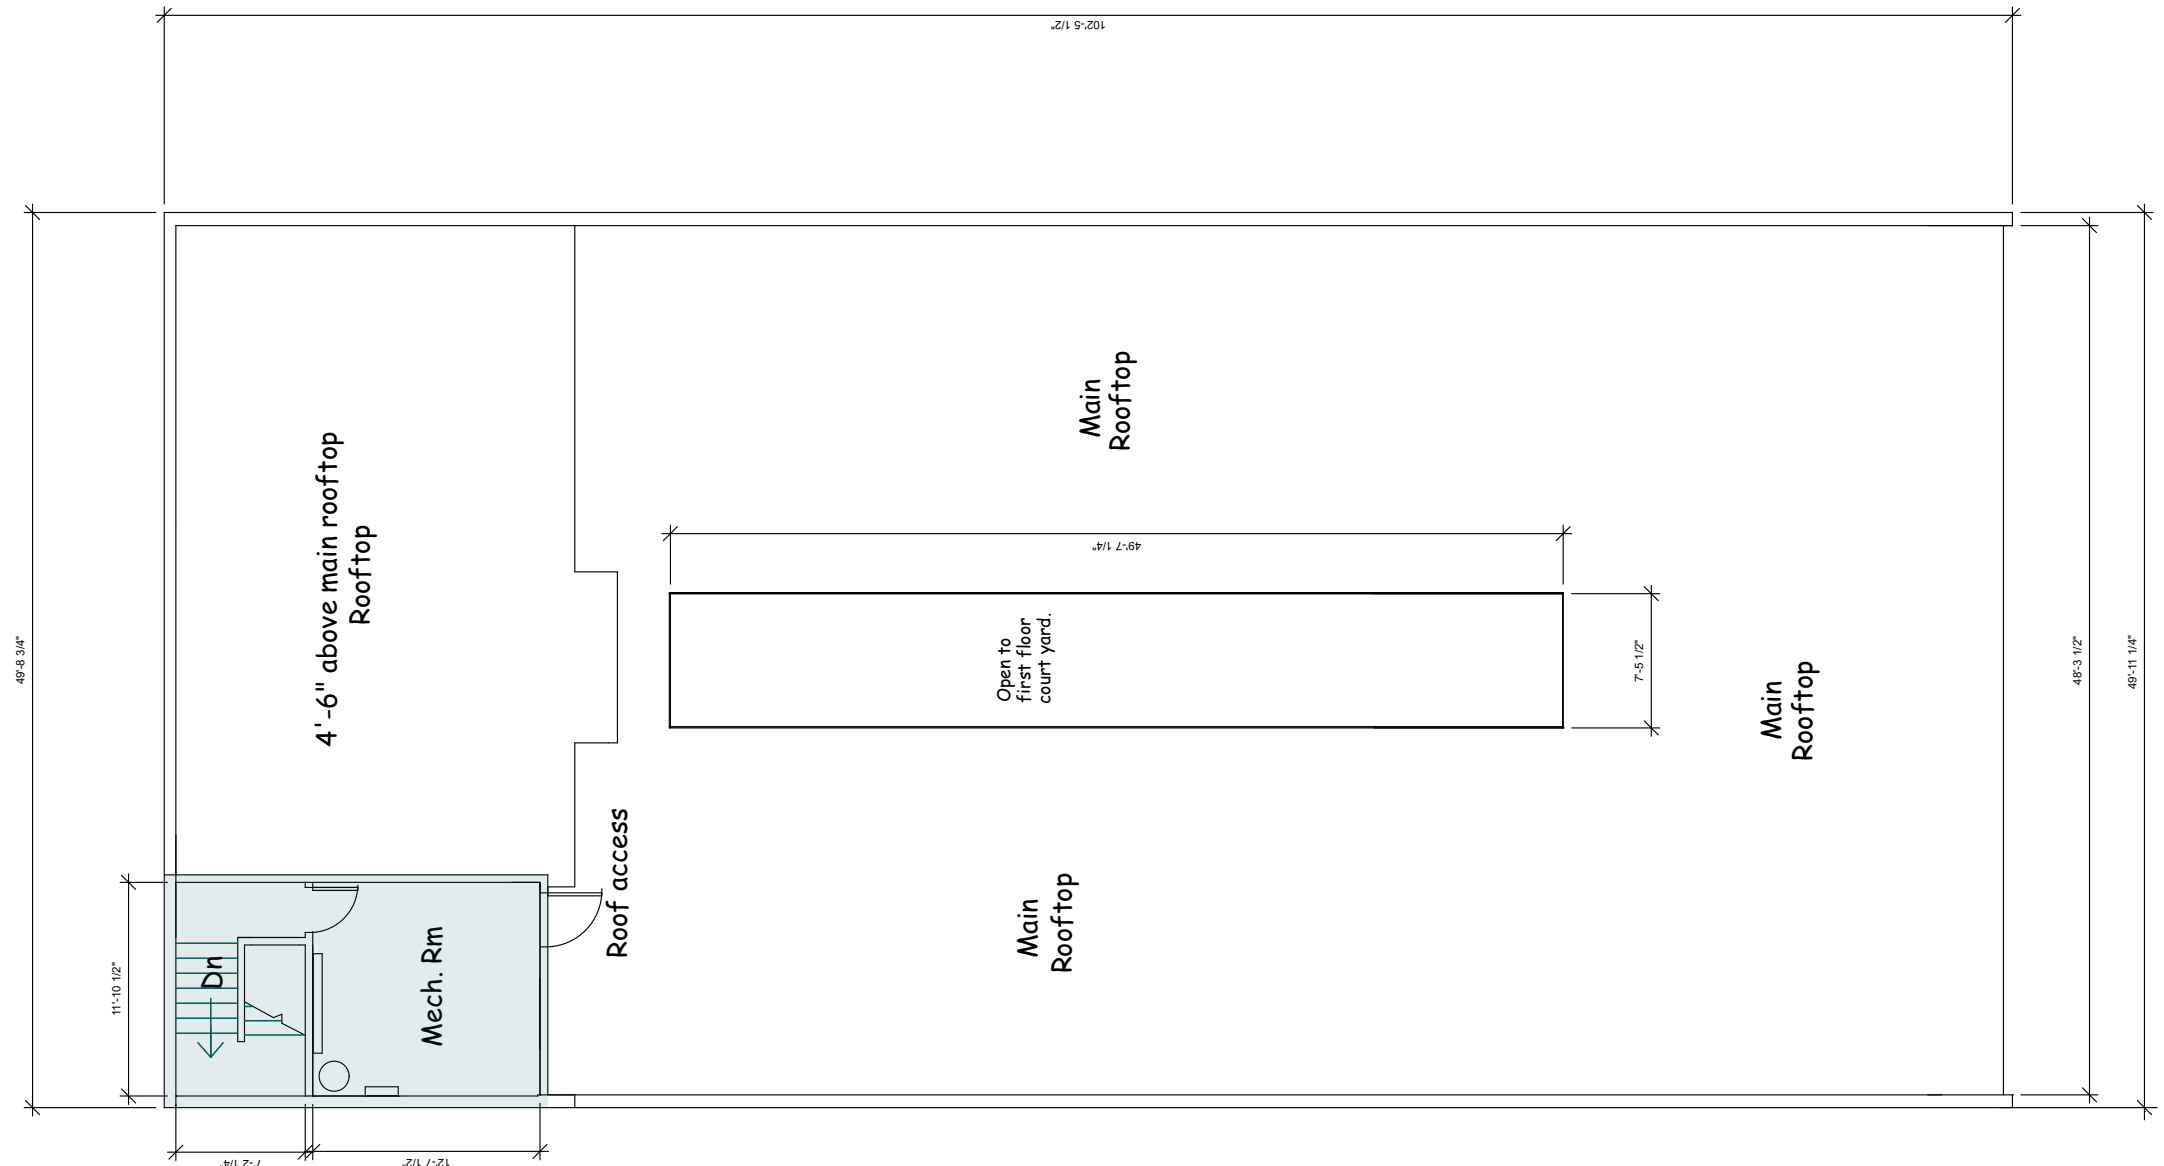 102'-5 1/2"
49'-8 3/4"
4'-6" above main rooftop
Rooftop
Main
Rooftop
49'-7 1/4"
Open to
first floor
court yard.
7'-5 1/2"
Main
Rooftop
48'-3 1/2"
49'-11 1/4"
Roof access
Main
Rooftop
11'-10 1/2"
Dn
Mech. Rm
7'-2 1/4"
12'-7 1/2"